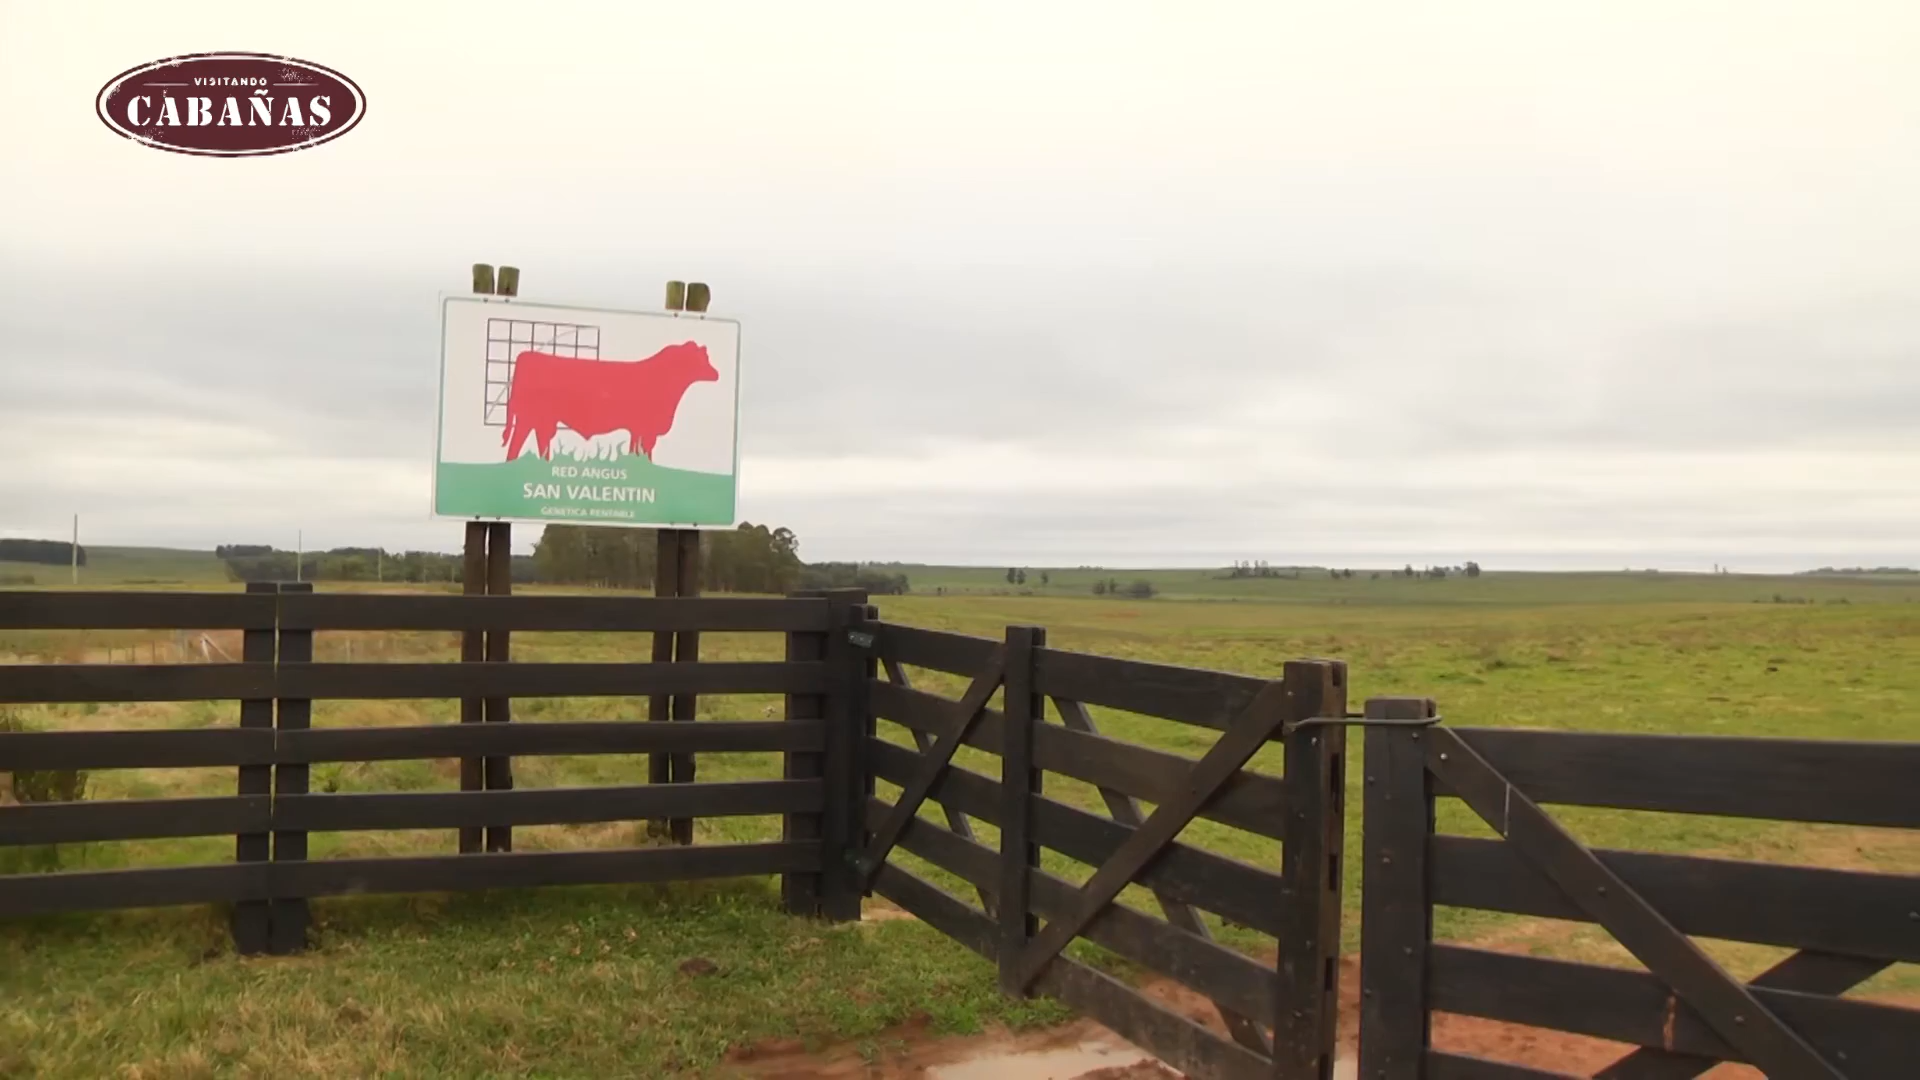 VISITANDO
CABAÑAS
RED ANGUS
SAN VALENTIN
GENETICA RENTABLE